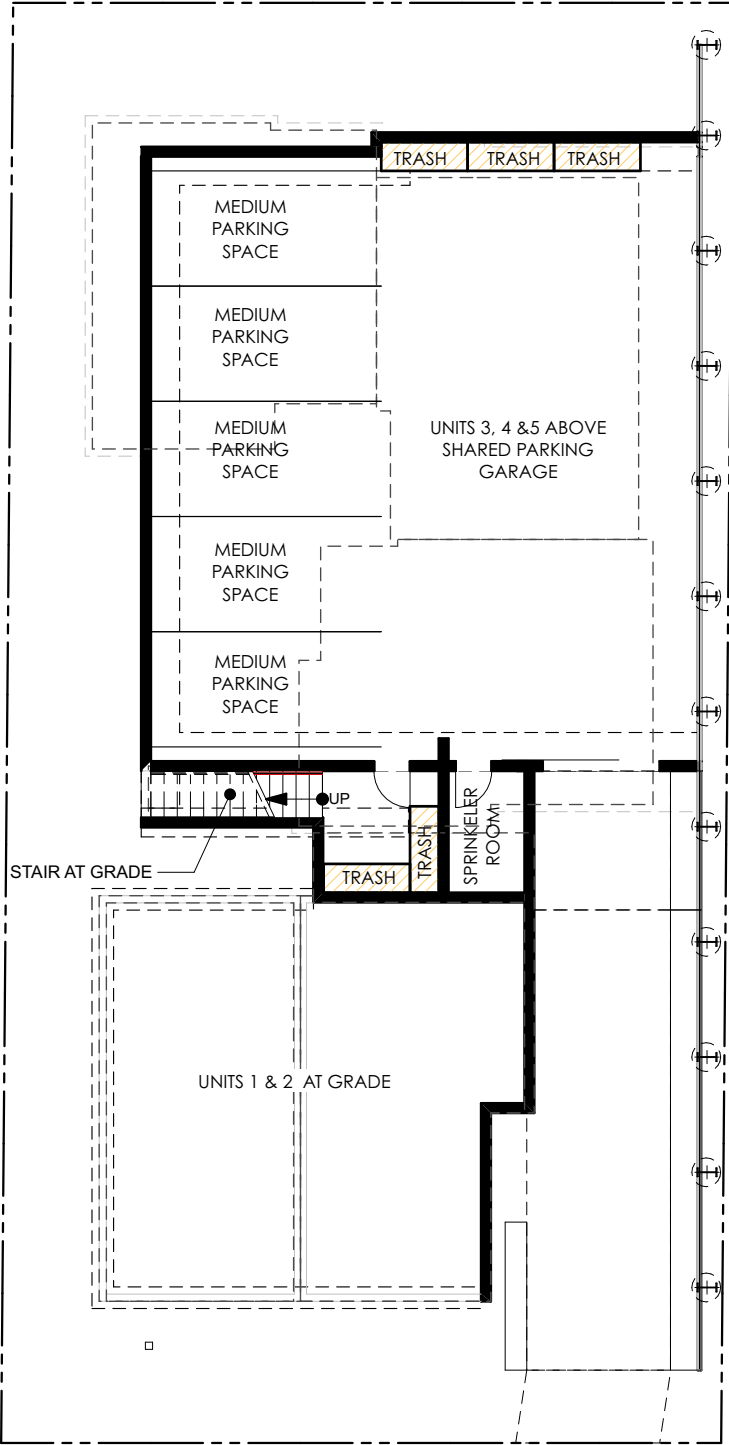 TRASH
TRASH
TRASH
MEDIUM
PARKING
SPACE
MEDIUM
PARKING
SPACE
MEDIUM
PARKING
SPACE
UNITS 3, 4 &5 ABOVE
SHARED PARKING
GARAGE
MEDIUM
PARKING
SPACE
MEDIUM
PARKING
SPACE
UP
STAIR AT GRADE
TRASH
TRASH
SPRINKELER
ROOM
UNITS 1 & 2 AT GRADE